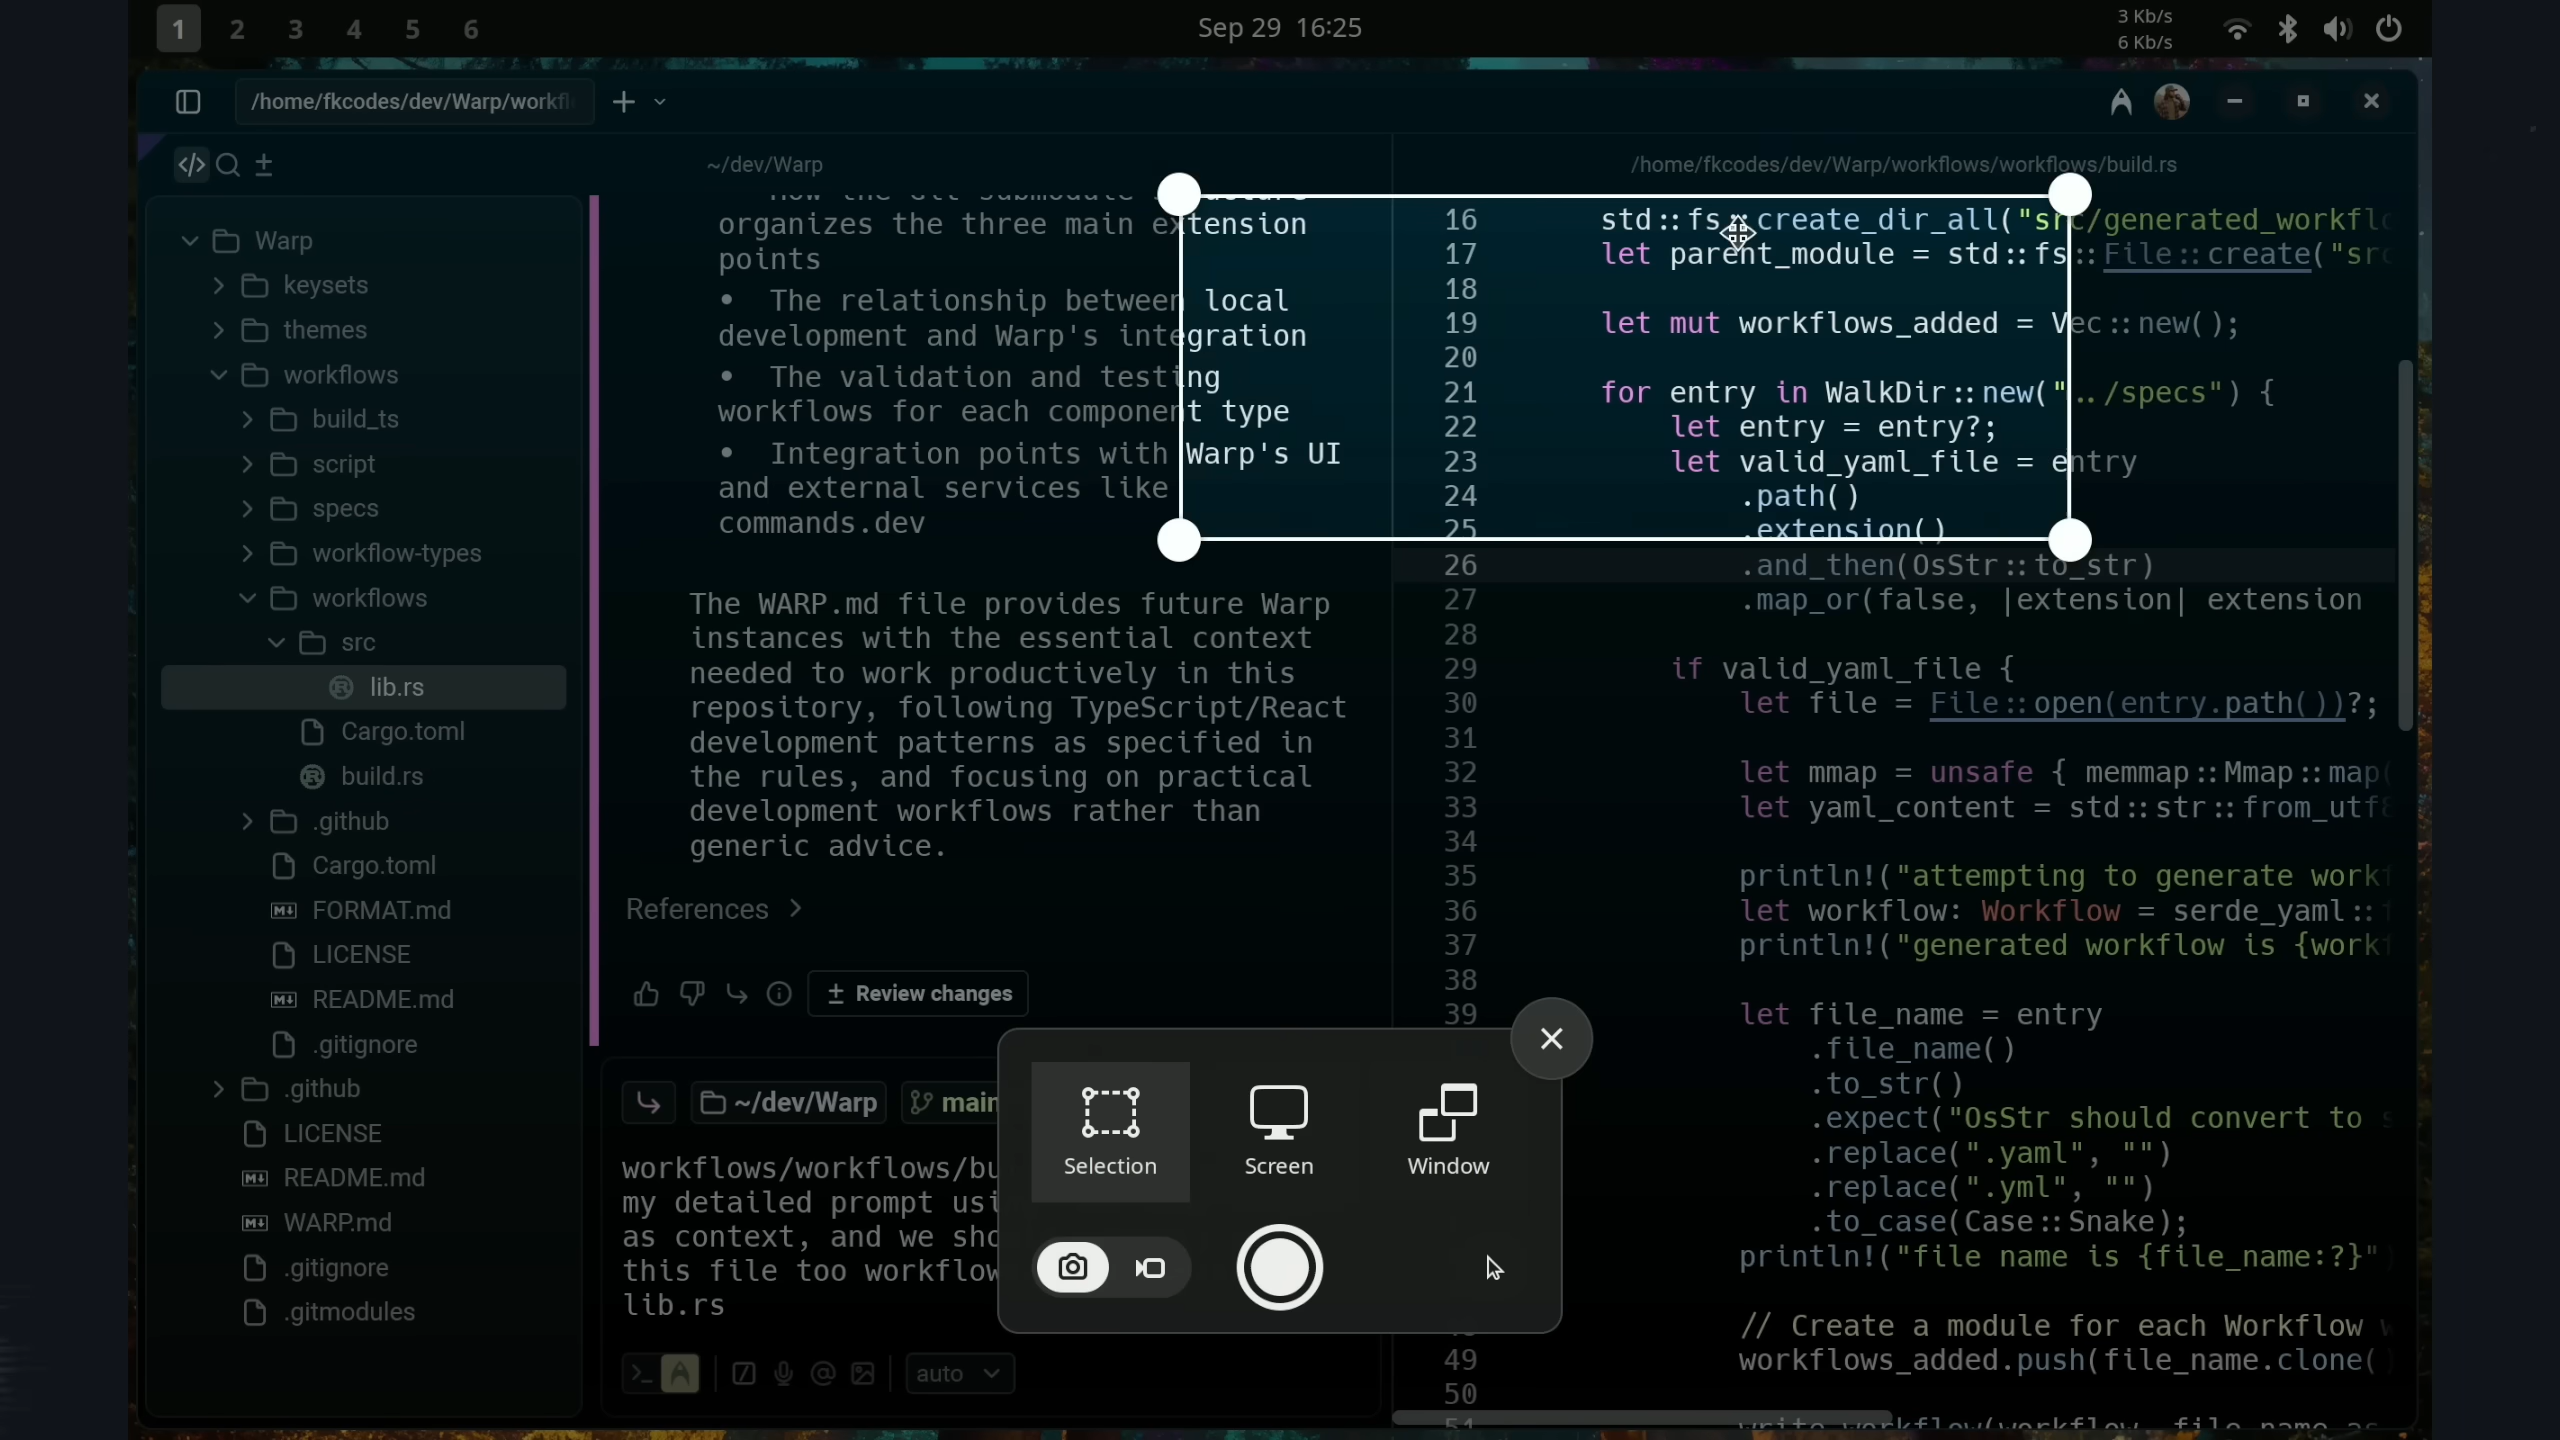 1 2 3 4 5 6
Sep 29 16:25
3 Kb/s
6 Kb/s
/home/fkcodes/dev/Warp/workfl
~/dev/Warp
/home/fkcodes/dev/Warp/workflows/workflows/build.rs
Warp
keysets
themes
workflows
build_ts
script
specs
workflow-types
workflows
src
lib.rs
Cargo.toml
build.rs
.github
Cargo.toml
FORMAT.md
LICENSE
README.md
.gitignore
.github
LICENSE
README.md
WARP.md
.gitignore
.gitmodules
organizes the three main extension
points
• The relationship between local
development and Warp's integration
• The validation and testing
workflows for each component type
• Integration points with Warp's UI
and external services like
commands.dev
The WARP.md file provides future Warp
instances with the essential context
needed to work productively in this
repository, following TypeScript/React
development patterns as specified in
the rules, and focusing on practical
development workflows rather than
generic advice.
References
± Review changes
~/dev/Warp main
workflows/workflows/bu
my detailed prompt usi
as context, and we sho
this file too workflow
lib.rs
auto
16 std::fs::create_dir_all("src/generated_workflo
17 let parent_module = std::fs::File::create("src
18
19 let mut workflows_added = Vec::new();
20
21 for entry in WalkDir::new("../specs") {
22 let entry = entry?;
23 let valid_yaml_file = entry
24 .path()
25 .extension()
26 .and_then(OsStr::to_str)
27 .map_or(false, |extension| extension
28
29 if valid_yaml_file {
30 let file = File::open(entry.path())?;
31
32 let mmap = unsafe { memmap::Mmap::map(
33 let yaml_content = std::str::from_utf8
34
35 println!("attempting to generate workf
36 let workflow: Workflow = serde_yaml::f
37 println!("generated workflow is {workf
38
39 let file_name = entry
.file_name()
.to_str()
.expect("OsStr should convert to s
.replace(".yaml", "")
.replace(".yml", "")
.to_case(Case::Snake);
println!("file name is {file_name:?}"
// Create a module for each Workflow w
49 workflows_added.push(file_name.clone()
50
Selection
Screen
Window